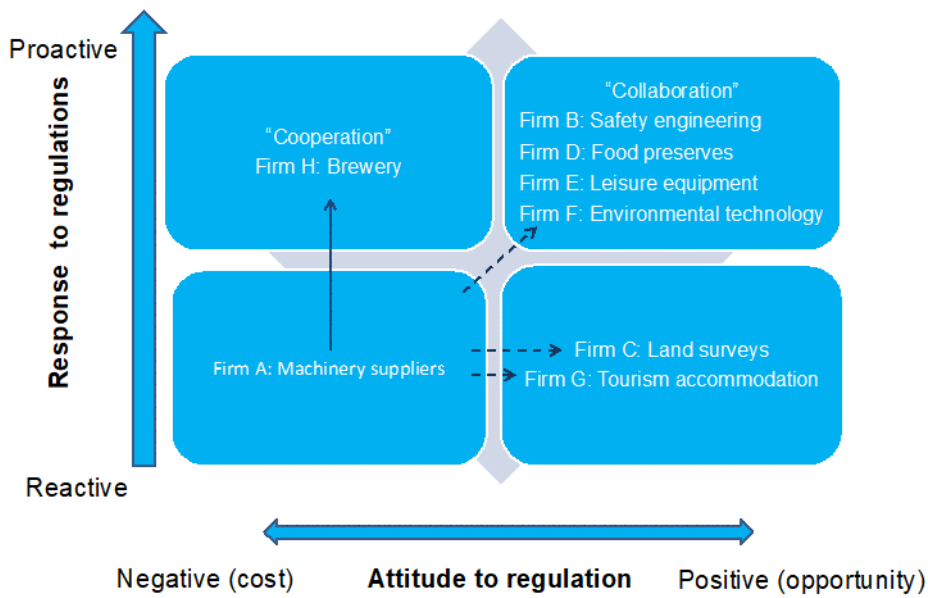 Proactive
Response to regulations
Reactive
“Cooperation”
Firm H: Brewery
“Collaboration”
Firm B: Safety engineering
Firm D: Food preserves
Firm E: Leisure equipment
Firm F: Environmental technology
Firm A: Machinery suppliers
Firm C: Land surveys
Firm G: Tourism accommodation
Negative (cost)
Attitude to regulation
Positive (opportunity)